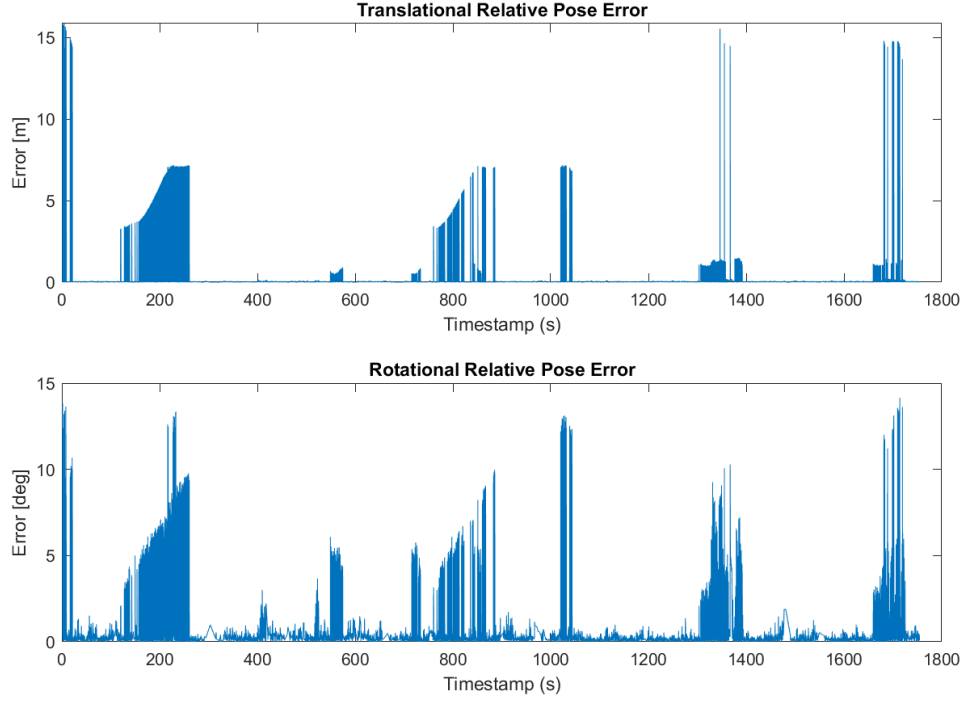 Translational Relative Pose Error
15
10
5
0
Error [m]
0 200 400 600 800 1000 1200 1400 1600 1800
Timestamp (s)
Rotational Relative Pose Error
15
10
5
0
Error [deg]
0 200 400 600 800 1000 1200 1400 1600 1800
Timestamp (s)